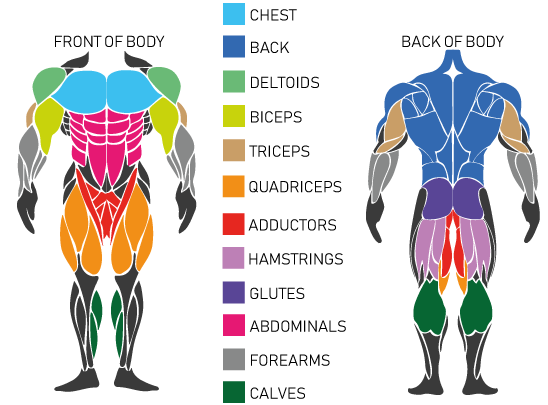 FRONT OF BODY
CHEST
BACK
DELTOIDS
BICEPS
TRICEPS
QUADRICEPS
ADDUCTORS
HAMSTRINGS
GLUTES
ABDOMINALS
FOREARMS
CALVES
BACK OF BODY